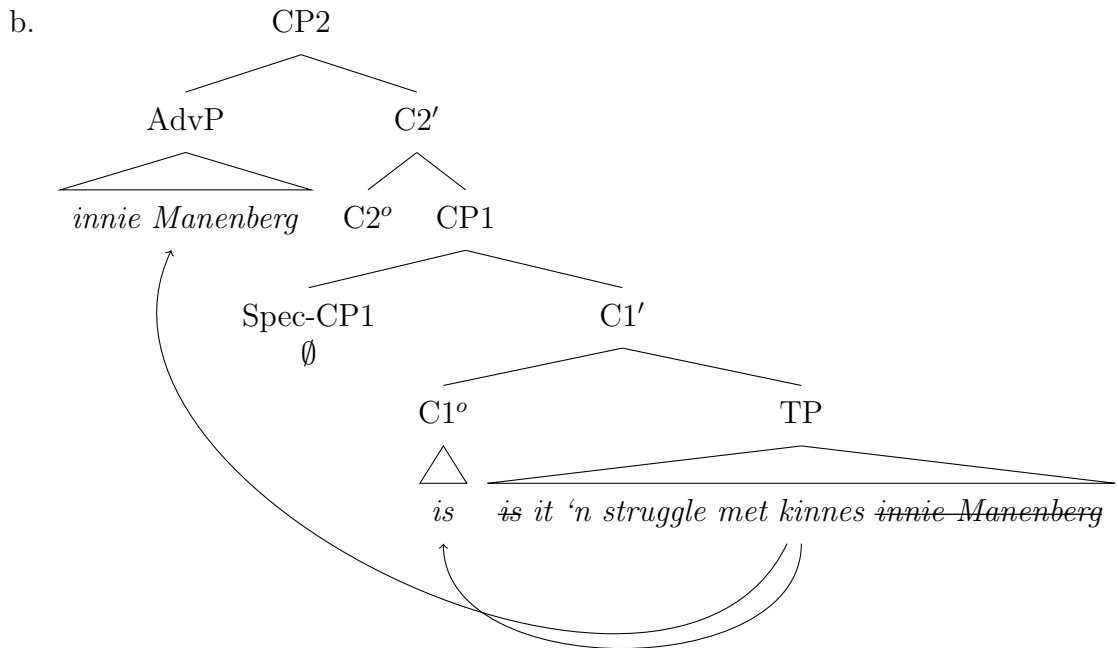 b. CP2
AdvP C2′
innie Manenberg C2ᵒ CP1
Spec-CP1 C1′
∅
C1ᵒ TP
is is it ‘n struggle met kinnes innie Manenberg